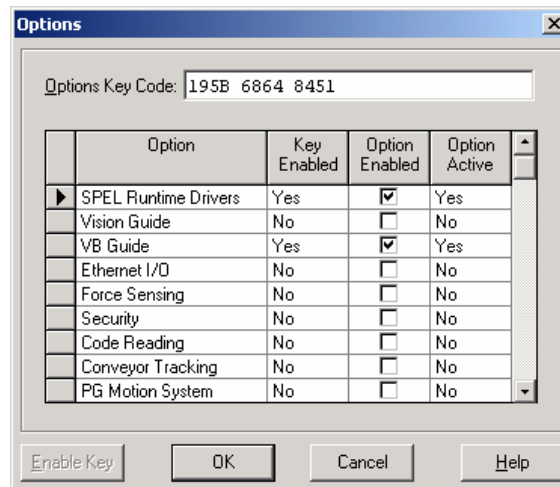 Options
Options Key Code: 195B 6864 8451
Option Key Enabled Option Enabled Option Active
SPEL Runtime Drivers Yes Yes
Vision Guide No No
VB Guide Yes Yes
Ethernet I/O No No
Force Sensing No No
Security No No
Code Reading No No
Conveyor Tracking No No
PG Motion System No No
Enable Key OK Cancel Help